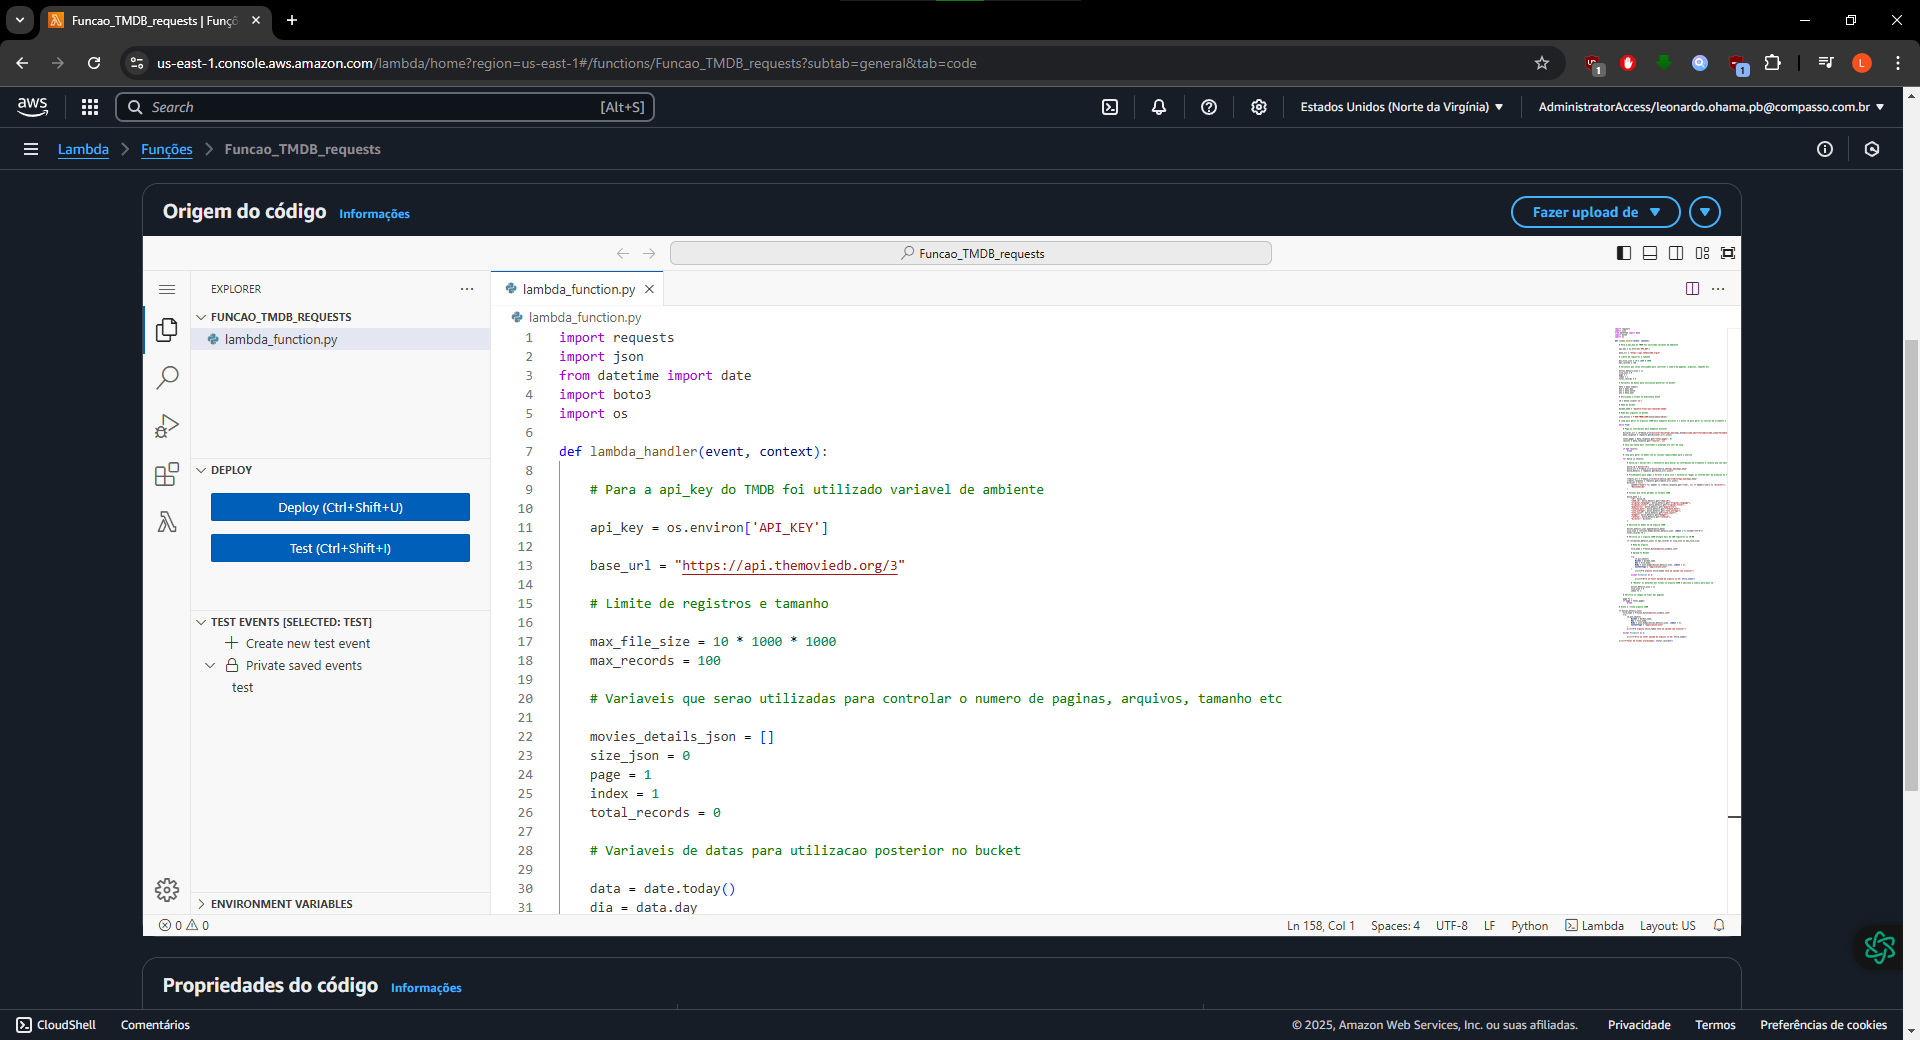 Funcao_TMDB_requests | Funçõ
us-east-1.console.aws.amazon.com/lambda/home?region=us-east-1#/functions/Funcao_TMDB_requests?subtab=general&tab=code
1
1
L
aws
Search [Alt+S]
Estados Unidos (Norte da Virgínia)
AdministratorAccess/leonardo.ohama.pb@compasso.com.br
Lambda
Funções
Funcao_TMDB_requests
Origem do código
Informações
Fazer upload de
Funcao_TMDB_requests
EXPLORER
FUNCAO_TMDB_REQUESTS
lambda_function.py
DEPLOY
Deploy (Ctrl+Shift+U)
Test (Ctrl+Shift+I)
TEST EVENTS [SELECTED: TEST]
Create new test event
Private saved events
test
ENVIRONMENT VARIABLES
lambda_function.py
lambda_function.py
1 import requests
2 import json
3 from datetime import date
4 import boto3
5 import os
6
7 def lambda_handler(event, context):
8
9 # Para a api_key do TMDB foi utilizado variavel de ambiente
10
11 api_key = os.environ['API_KEY']
12
13 base_url = "https://api.themoviedb.org/3"
14
15 # Limite de registros e tamanho
16
17 max_file_size = 10 * 1000 * 1000
18 max_records = 100
19
20 # Variaveis que serao utilizadas para controlar o numero de paginas, arquivos, tamanho etc
21
22 movies_details_json = []
23 size_json = 0
24 page = 1
25 index = 1
26 total_records = 0
27
28 # Variaveis de datas para utilizacao posterior no bucket
29
30 data = date.today()
31 dia = data.day
0 0
Ln 158, Col 1
Spaces: 4
UTF-8
LF
Python
Lambda
Layout: US
Propriedades do código
Informações
CloudShell
Comentários
© 2025, Amazon Web Services, Inc. ou suas afiliadas.
Privacidade
Termos
Preferências de cookies